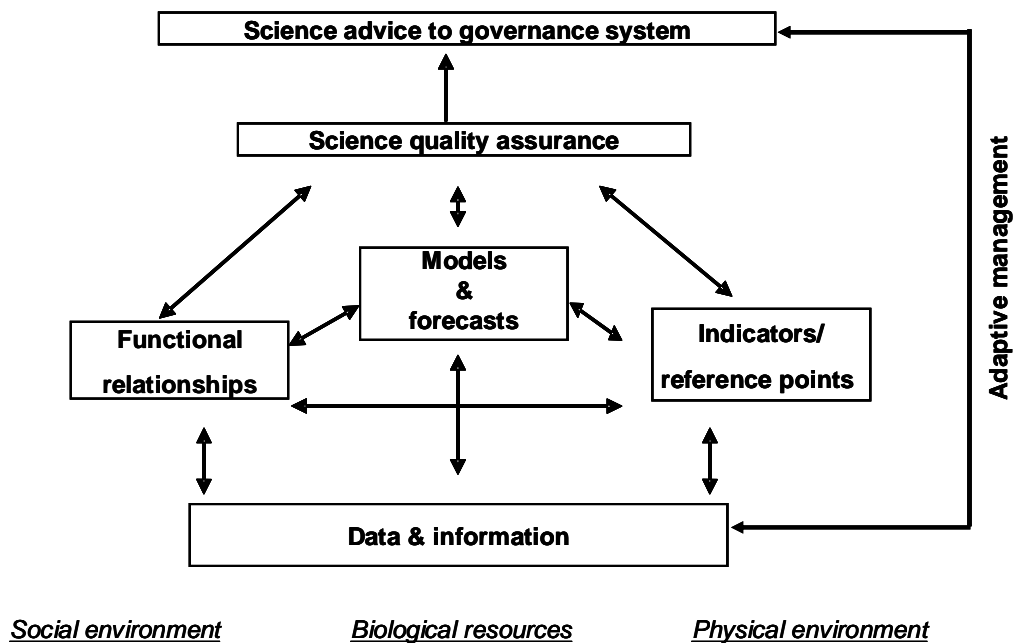 Science advice to governance system
Science quality assurance
Models
&
forecasts
Functional
relationships
Indicators/
reference points
Data & information
Adaptive management
Social environment
Biological resources
Physical environment